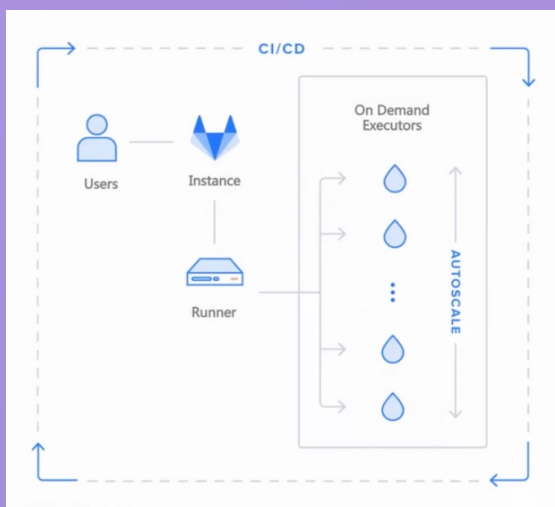 CI/CD
On Demand
Executors
Users
Instance
Runner
AUTOSCALE